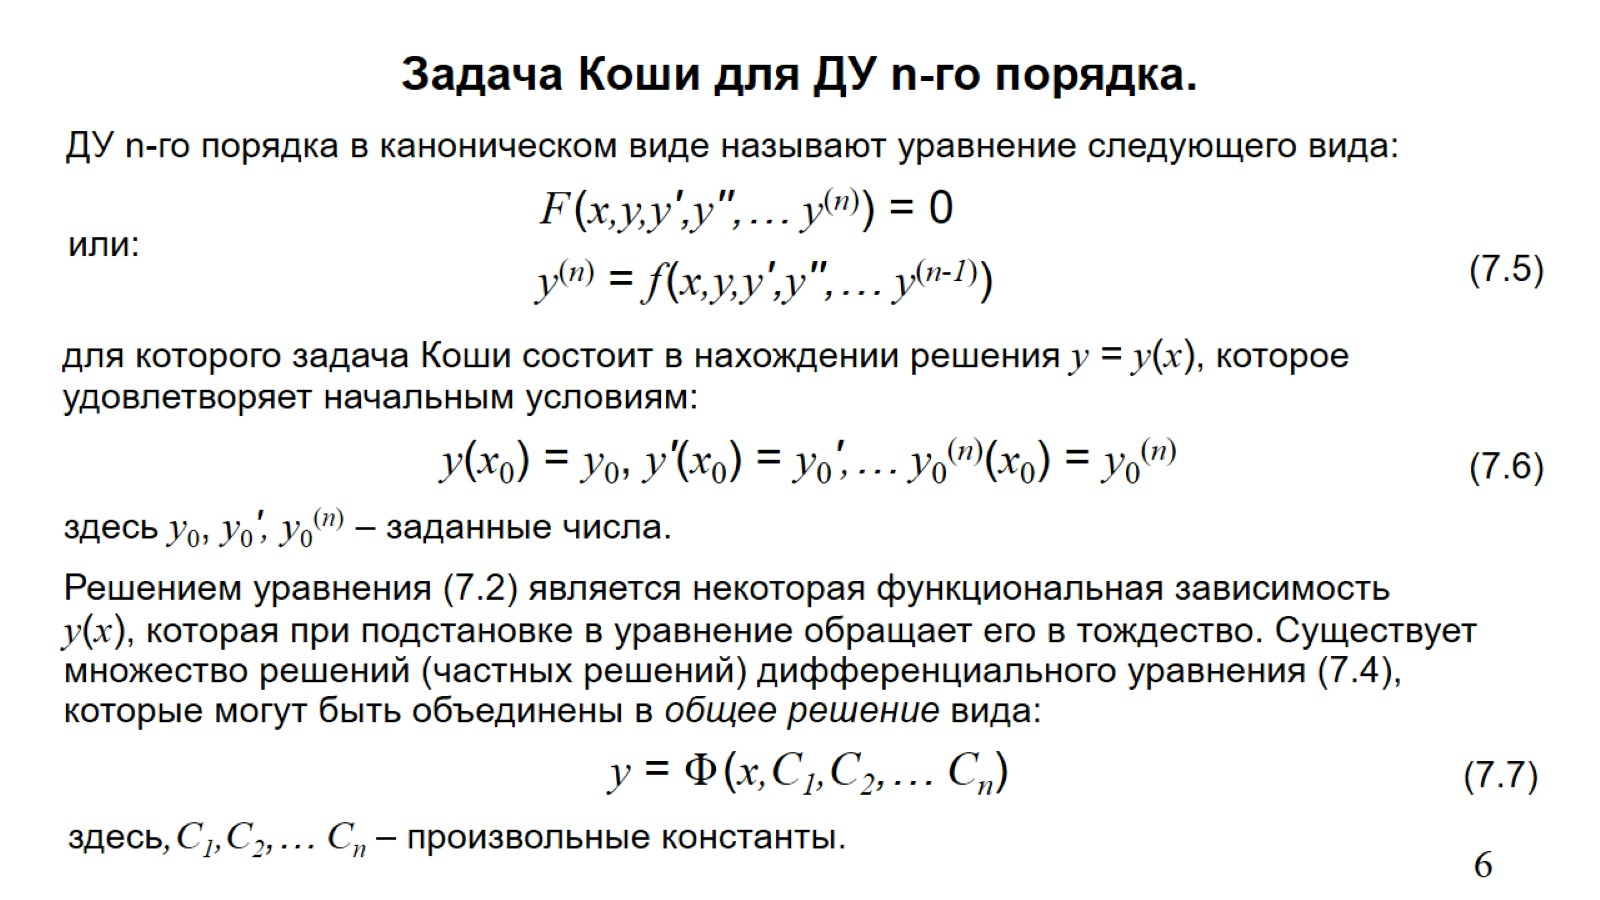 Задача Коши для ДУ n-го порядка.
ДУ n-го порядка в каноническом виде называют уравнение следующего вида:
F(x,y,y′,y″,… y⁽ⁿ⁾) = 0
или:
y⁽ⁿ⁾ = f(x,y,y′,y″,… y⁽ⁿ⁻¹⁾) (7.5)
для которого задача Коши состоит в нахождении решения y = y(x), которое
удовлетворяет начальным условиям:
y(x₀) = y₀, y′(x₀) = y₀′,… y₀⁽ⁿ⁾(x₀) = y₀⁽ⁿ⁾ (7.6)
здесь y₀, y₀′, y₀⁽ⁿ⁾ – заданные числа.
Решением уравнения (7.2) является некоторая функциональная зависимость
y(x), которая при подстановке в уравнение обращает его в тождество. Существует
множество решений (частных решений) дифференциального уравнения (7.4),
которые могут быть объединены в общее решение вида:
y = Φ(x,C₁,C₂,… Cₙ) (7.7)
здесь,C₁,C₂,… Cₙ – произвольные константы.
6